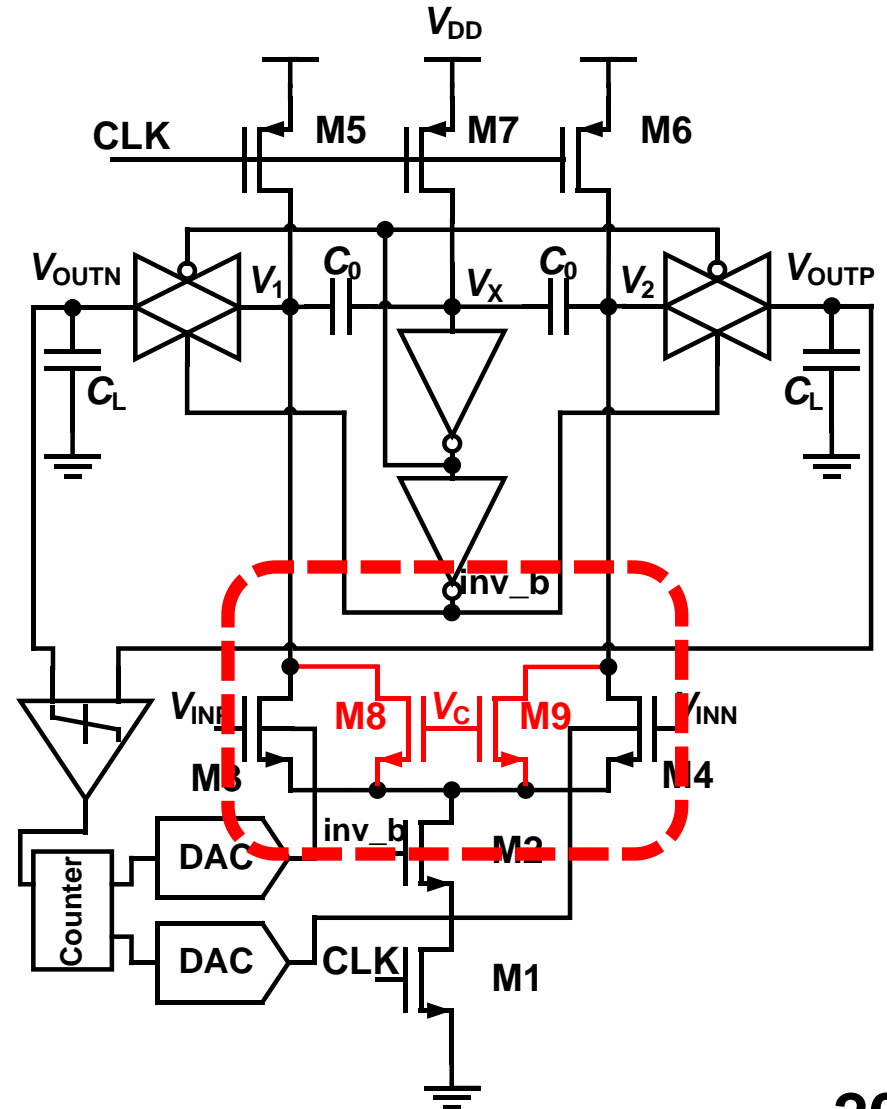 VDD
CLK
M5
M7
M6
VOUTN
V1
C0
VX
C0
V2
VOUTP
CL
CL
inv_b
VINP
M8
VC
M9
VINN
M3
M4
inv_b
M2
DAC
Counter
DAC
CLK
M1